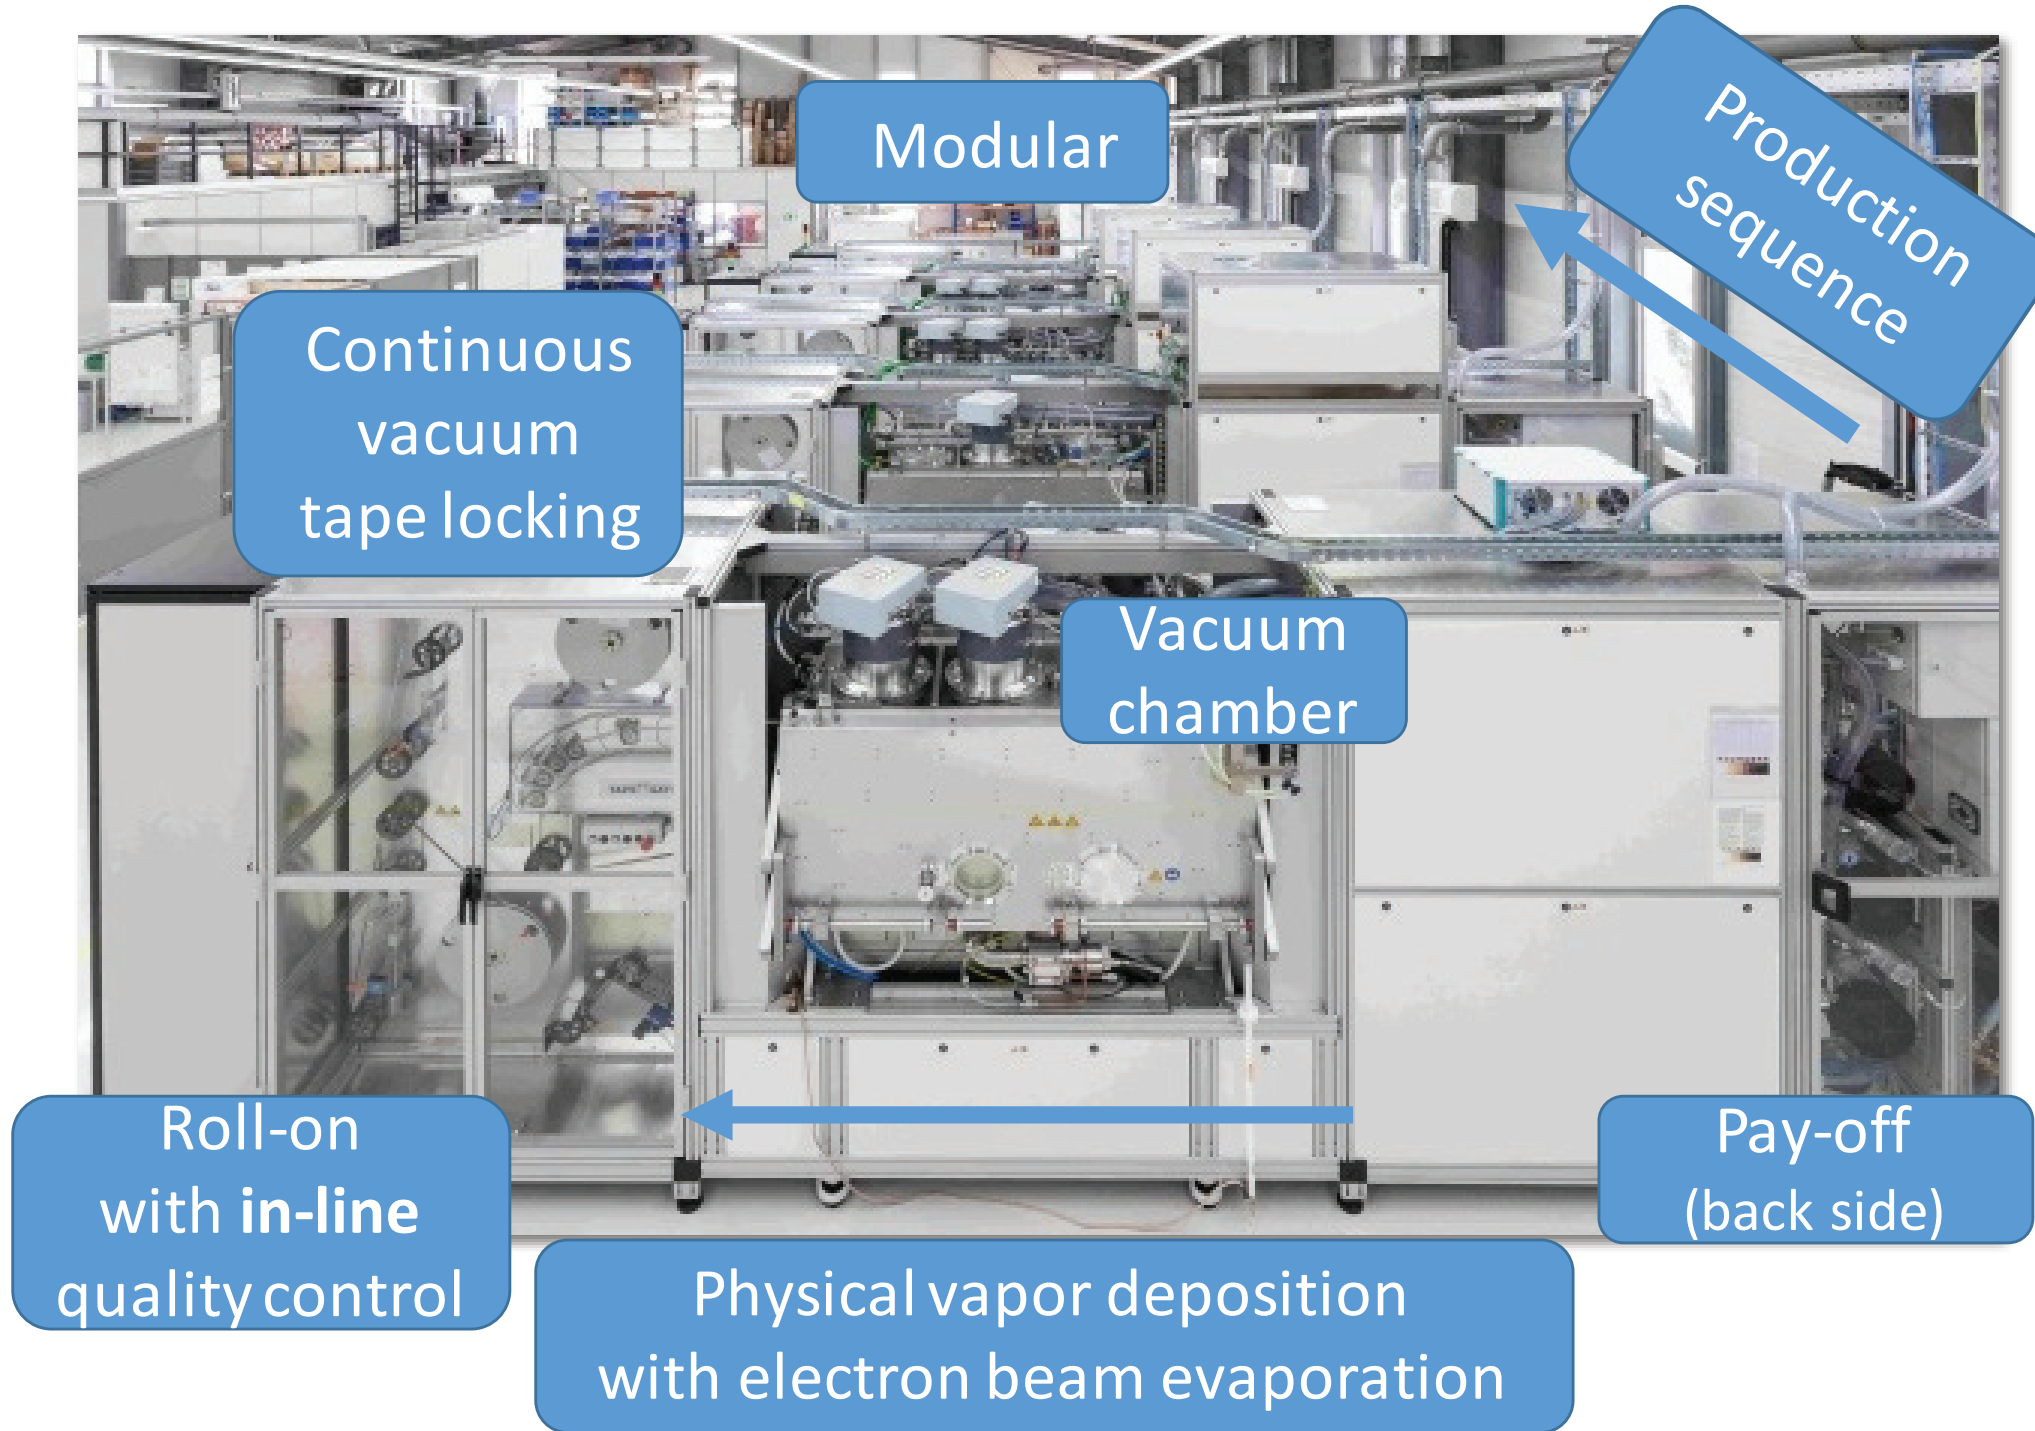 Modular
Production
sequence
Continuous
vacuum
tape locking
Vacuum
chamber
Roll-on
with in-line
quality control
Pay-off
(back side)
Physical vapor deposition
with electron beam evaporation